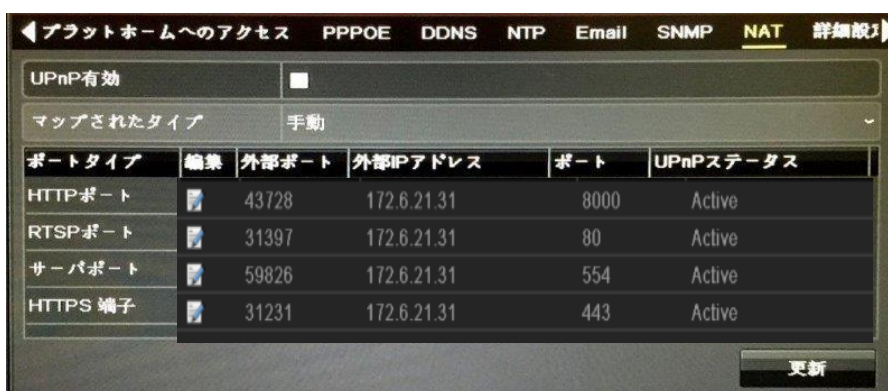 プラットホームへのアクセス PPPOE DDNS NTP Email SNMP NAT 詳細設
UPnP有効
マップされたタイプ 手動
ポートタイプ 編集 外部ポート 外部IPアドレス ポート UPnPステータス
HTTPポート 43728 172.6.21.31 8000 Active
RTSPポート 31397 172.6.21.31 80 Active
サーバポート 59826 172.6.21.31 554 Active
HTTPS 端子 31231 172.6.21.31 443 Active
更新